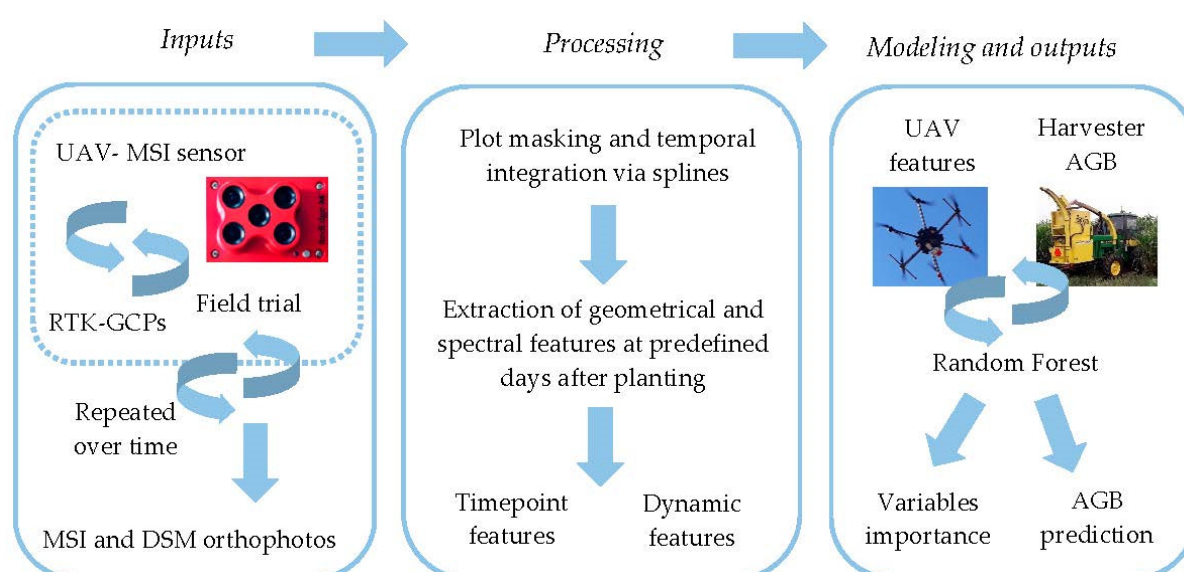 Inputs
Processing
Modeling and outputs
UAV- MSI sensor
RTK-GCPs
Field trial
Repeated
over time
MSI and DSM orthophotos
Plot masking and temporal
integration via splines
Extraction of geometrical and
spectral features at predefined
days after planting
Timepoint
features
Dynamic
features
UAV
features
Harvester
AGB
Random Forest
Variables
importance
AGB
prediction